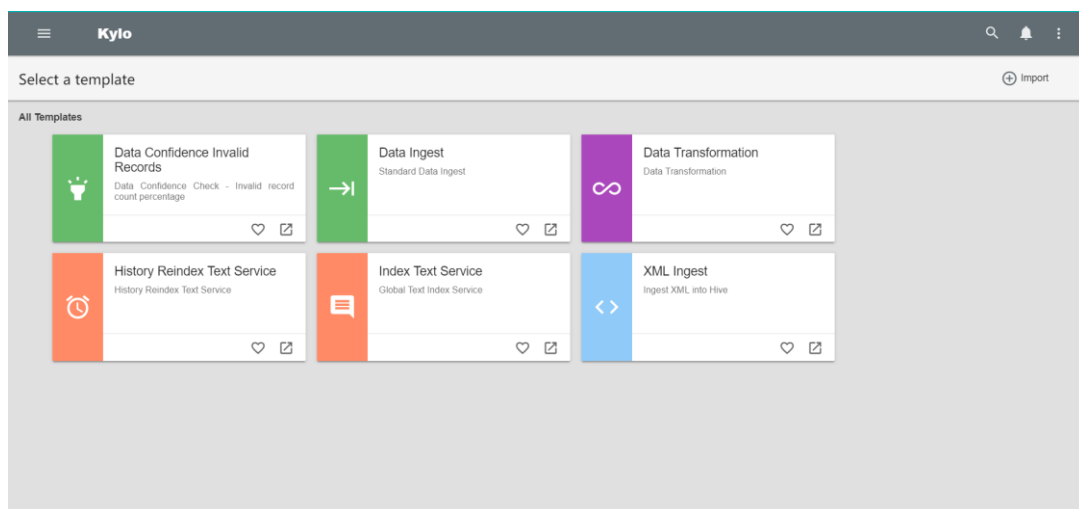 Kylo
Select a template
Import
All Templates
Data Confidence Invalid
Records
Data Confidence Check - Invalid record
count percentage
Data Ingest
Standard Data Ingest
Data Transformation
Data Transformation
History Reindex Text Service
History Reindex Text Service
Index Text Service
Global Text Index Service
XML Ingest
Ingest XML into Hive